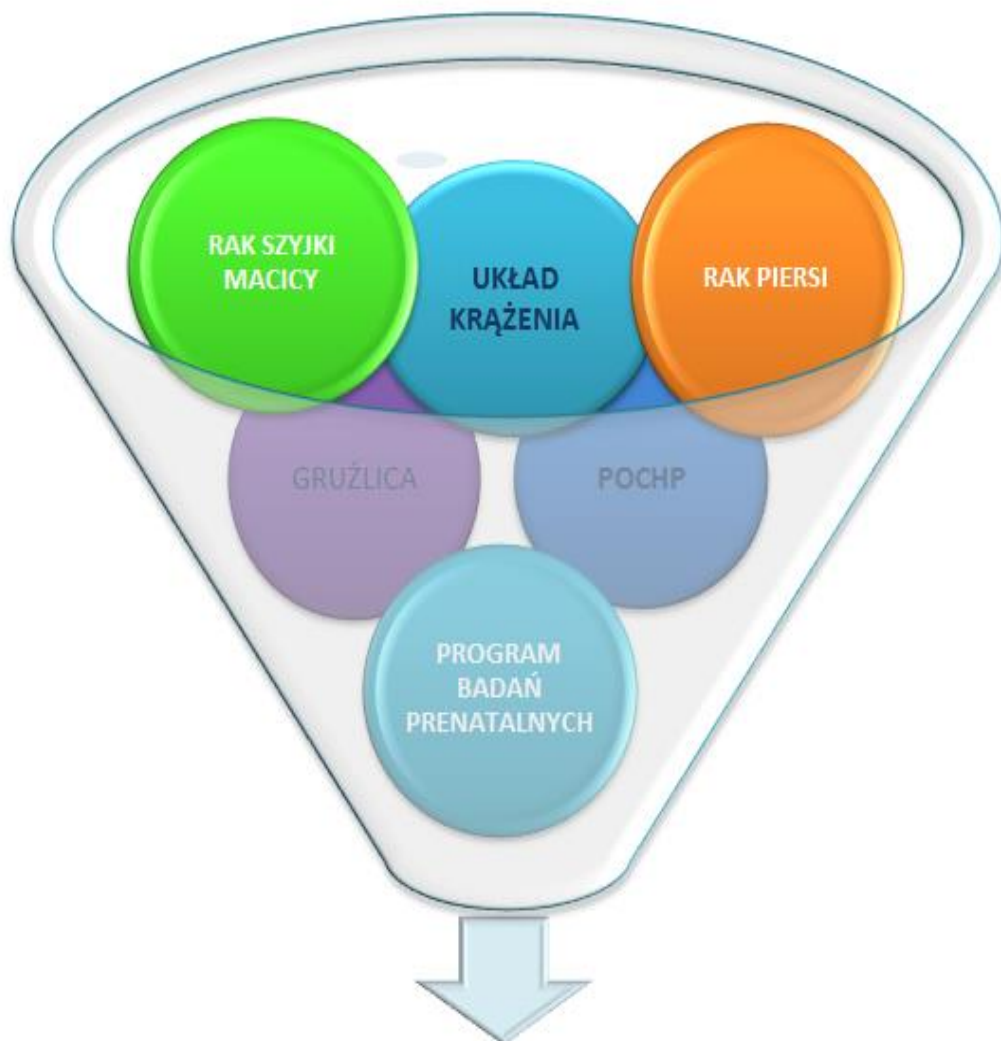 RAK SZYJKI
MACICY
UKŁAD
KRĄŻENIA
RAK PIERSI
GRUŹLICA
POCHP
PROGRAM
BADAŃ
PRENATALNYCH